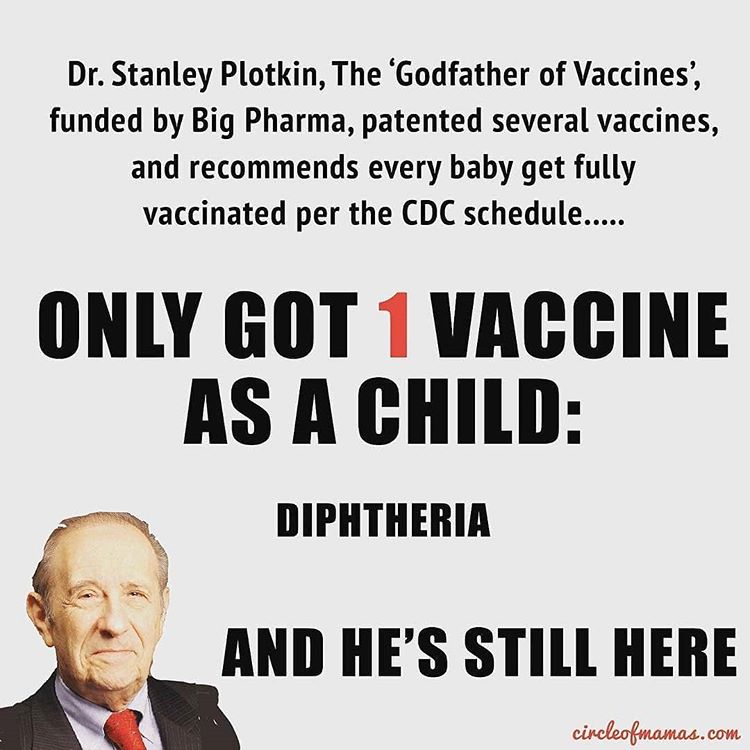 Dr. Stanley Plotkin, The ‘Godfather of Vaccines’,
funded by Big Pharma, patented several vaccines,
and recommends every baby get fully
vaccinated per the CDC schedule.....
ONLY GOT 1 VACCINE
AS A CHILD:
DIPHTHERIA
AND HE’S STILL HERE
circleofmamas.com